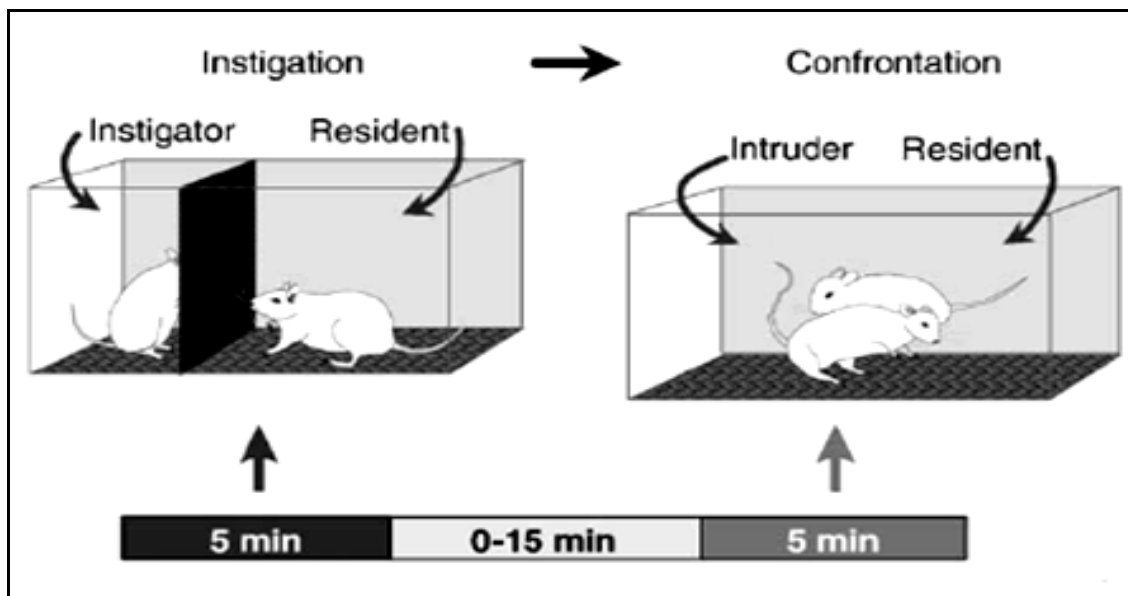 Instigation
Confrontation
Instigator
Resident
Intruder
Resident
5 min
0-15 min
5 min